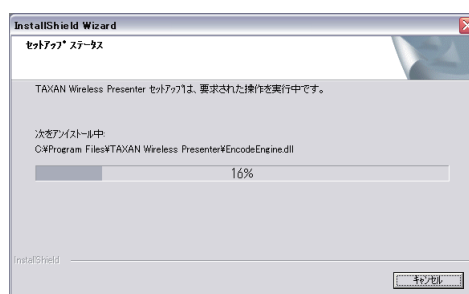 InstallShield Wizard
セットアップ ステータス
TAXAN Wireless Presenter セットアップは、要求された操作を実行中です。
次をアンインストール中:
C:¥Program Files¥TAXAN Wireless Presenter¥EncodeEngine.dll
16%
InstallShield
キャンセル